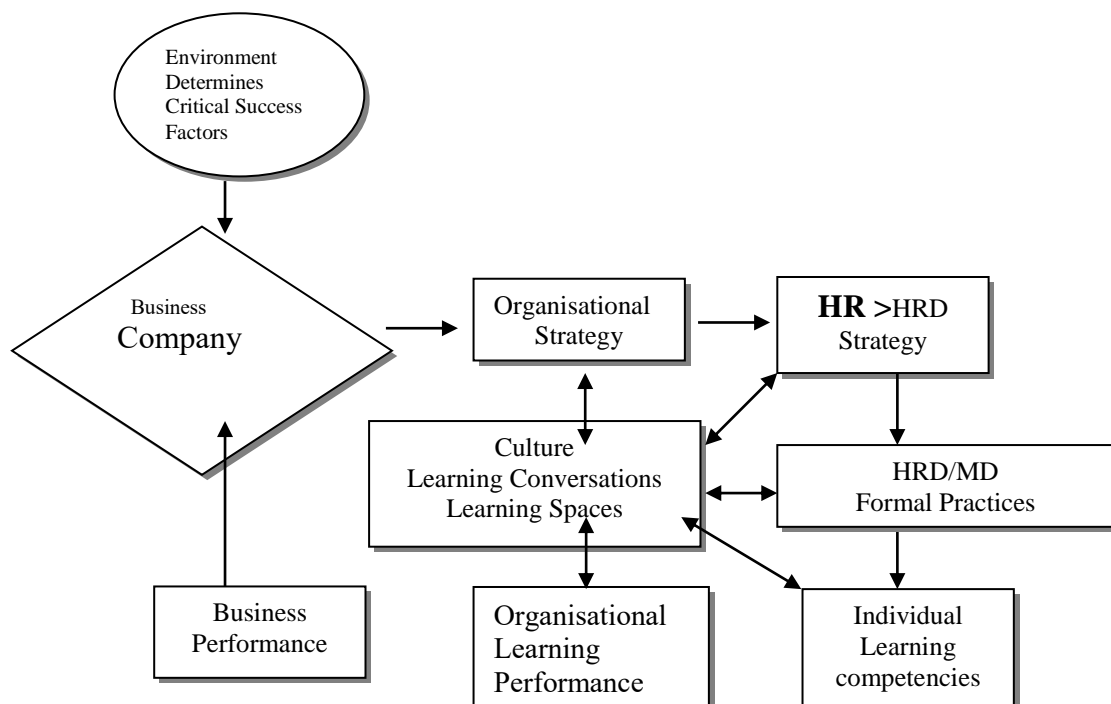 Environment
Determines
Critical Success
Factors
Business
Company
Organisational
Strategy
HR >HRD
Strategy
Culture
Learning Conversations
Learning Spaces
HRD/MD
Formal Practices
Business
Performance
Organisational
Learning
Performance
Individual
Learning
competencies